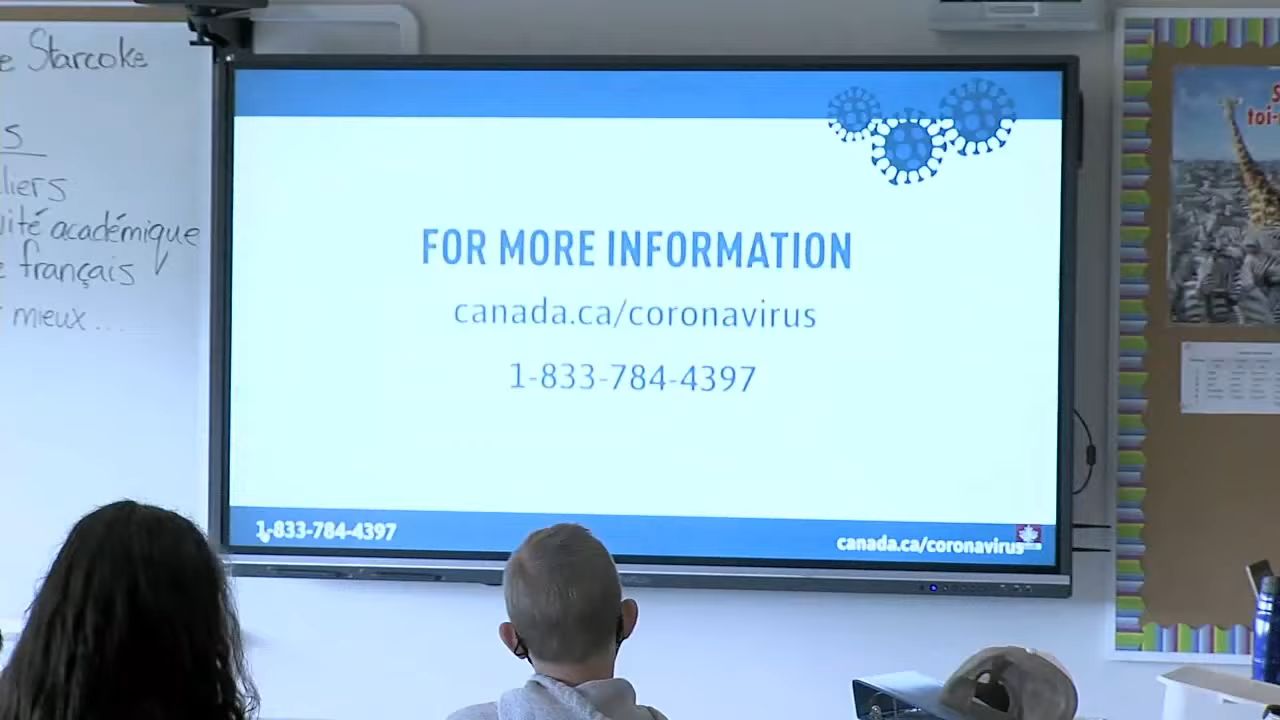 e Starcoke
s
liers
ité académique
français
mieux...
FOR MORE INFORMATION
canada.ca/coronavirus
1-833-784-4397
1-833-784-4397
canada.ca/coronavirus
S
toi-